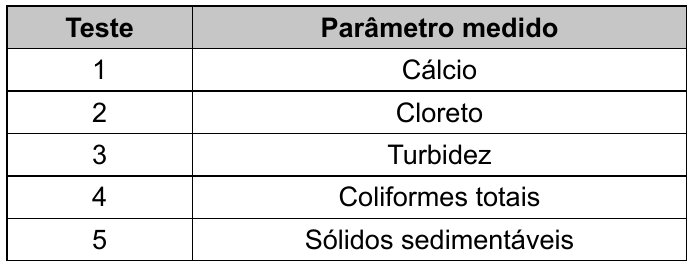 Teste Parâmetro medido
1 Cálcio
2 Cloreto
3 Turbidez
4 Coliformes totais
5 Sólidos sedimentáveis